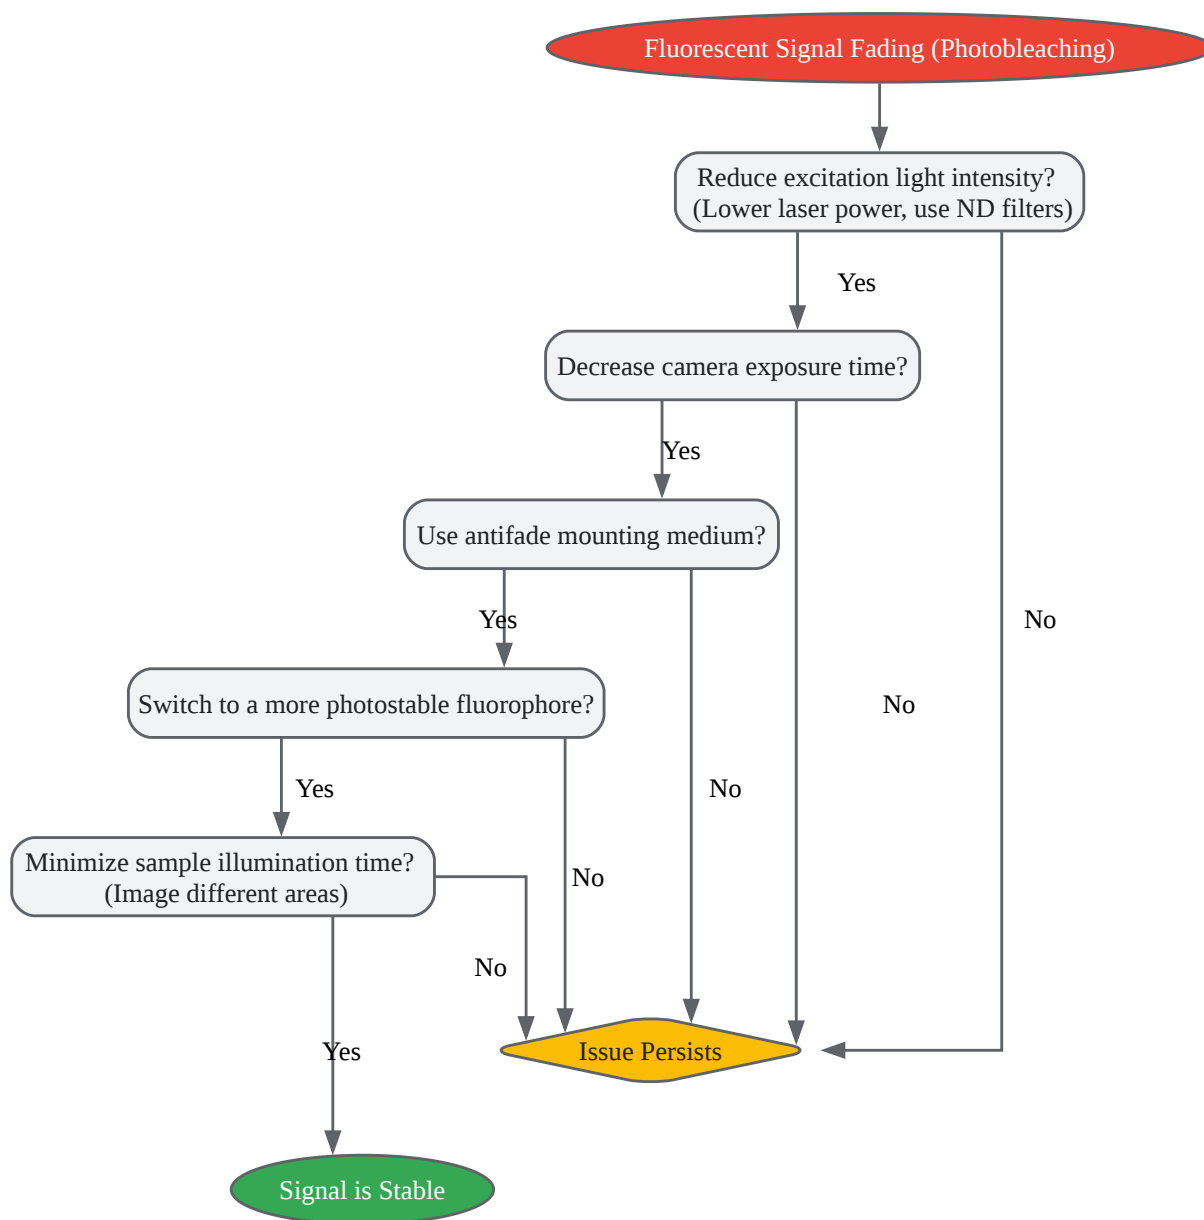 Fluorescent Signal Fading (Photobleaching)
Reduce excitation light intensity?
(Lower laser power, use ND filters)
Yes
Decrease camera exposure time?
Yes
Use antifade mounting medium?
Yes
No
Switch to a more photostable fluorophore?
No
Yes
No
Minimize sample illumination time?
(Image different areas)
No
No
Yes
Issue Persists
Signal is Stable